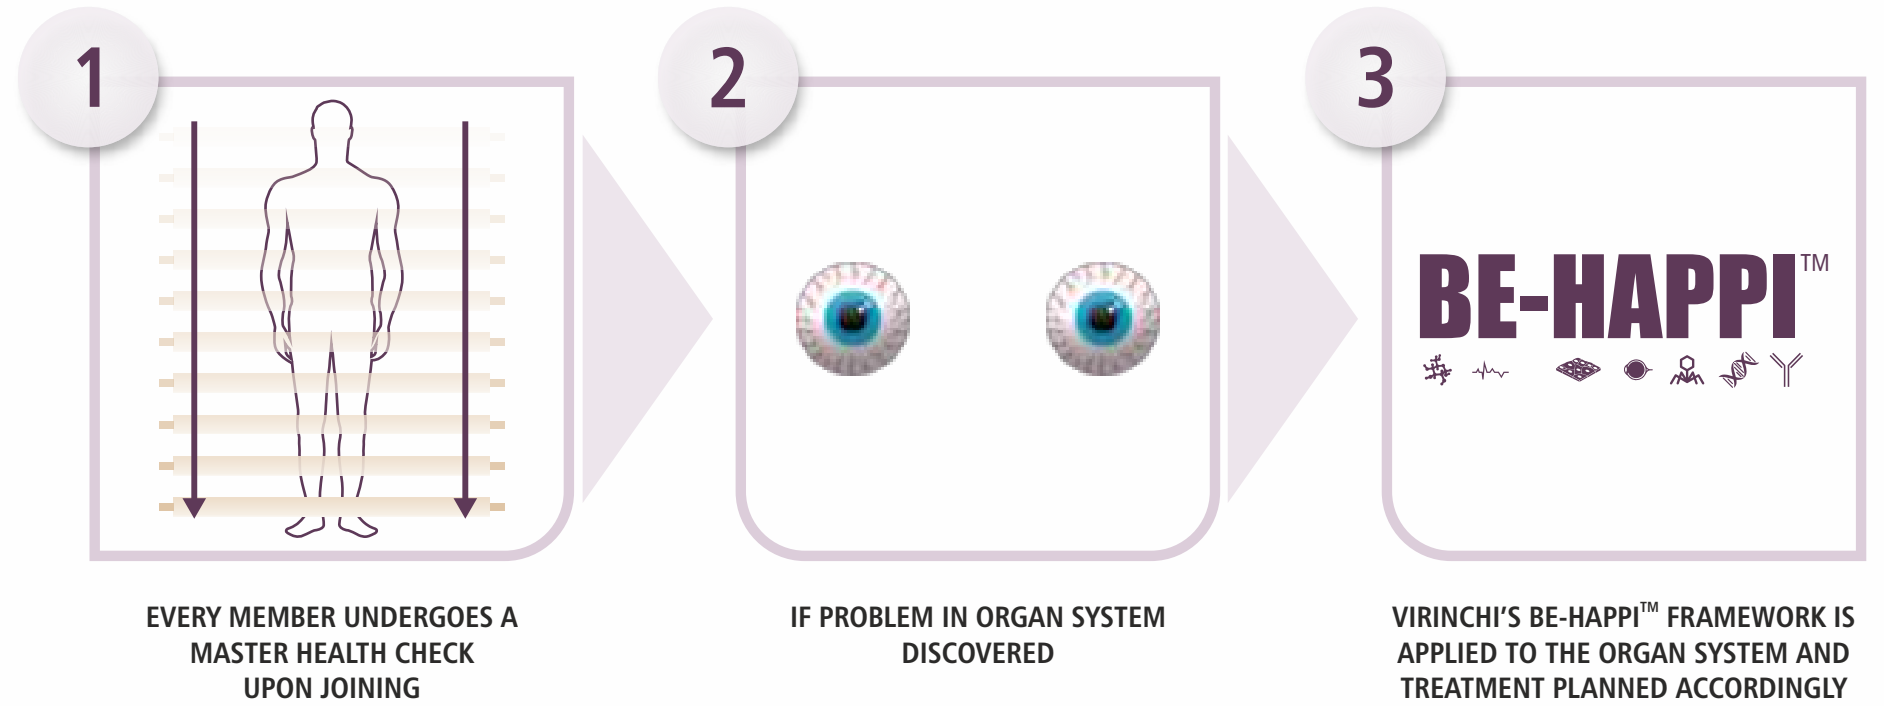 1
EVERY MEMBER UNDERGOES A
MASTER HEALTH CHECK
UPON JOINING
2
IF PROBLEM IN ORGAN SYSTEM
DISCOVERED
3
BE-HAPPI™
VIRINCHI’S BE-HAPPI™ FRAMEWORK IS
APPLIED TO THE ORGAN SYSTEM AND
TREATMENT PLANNED ACCORDINGLY